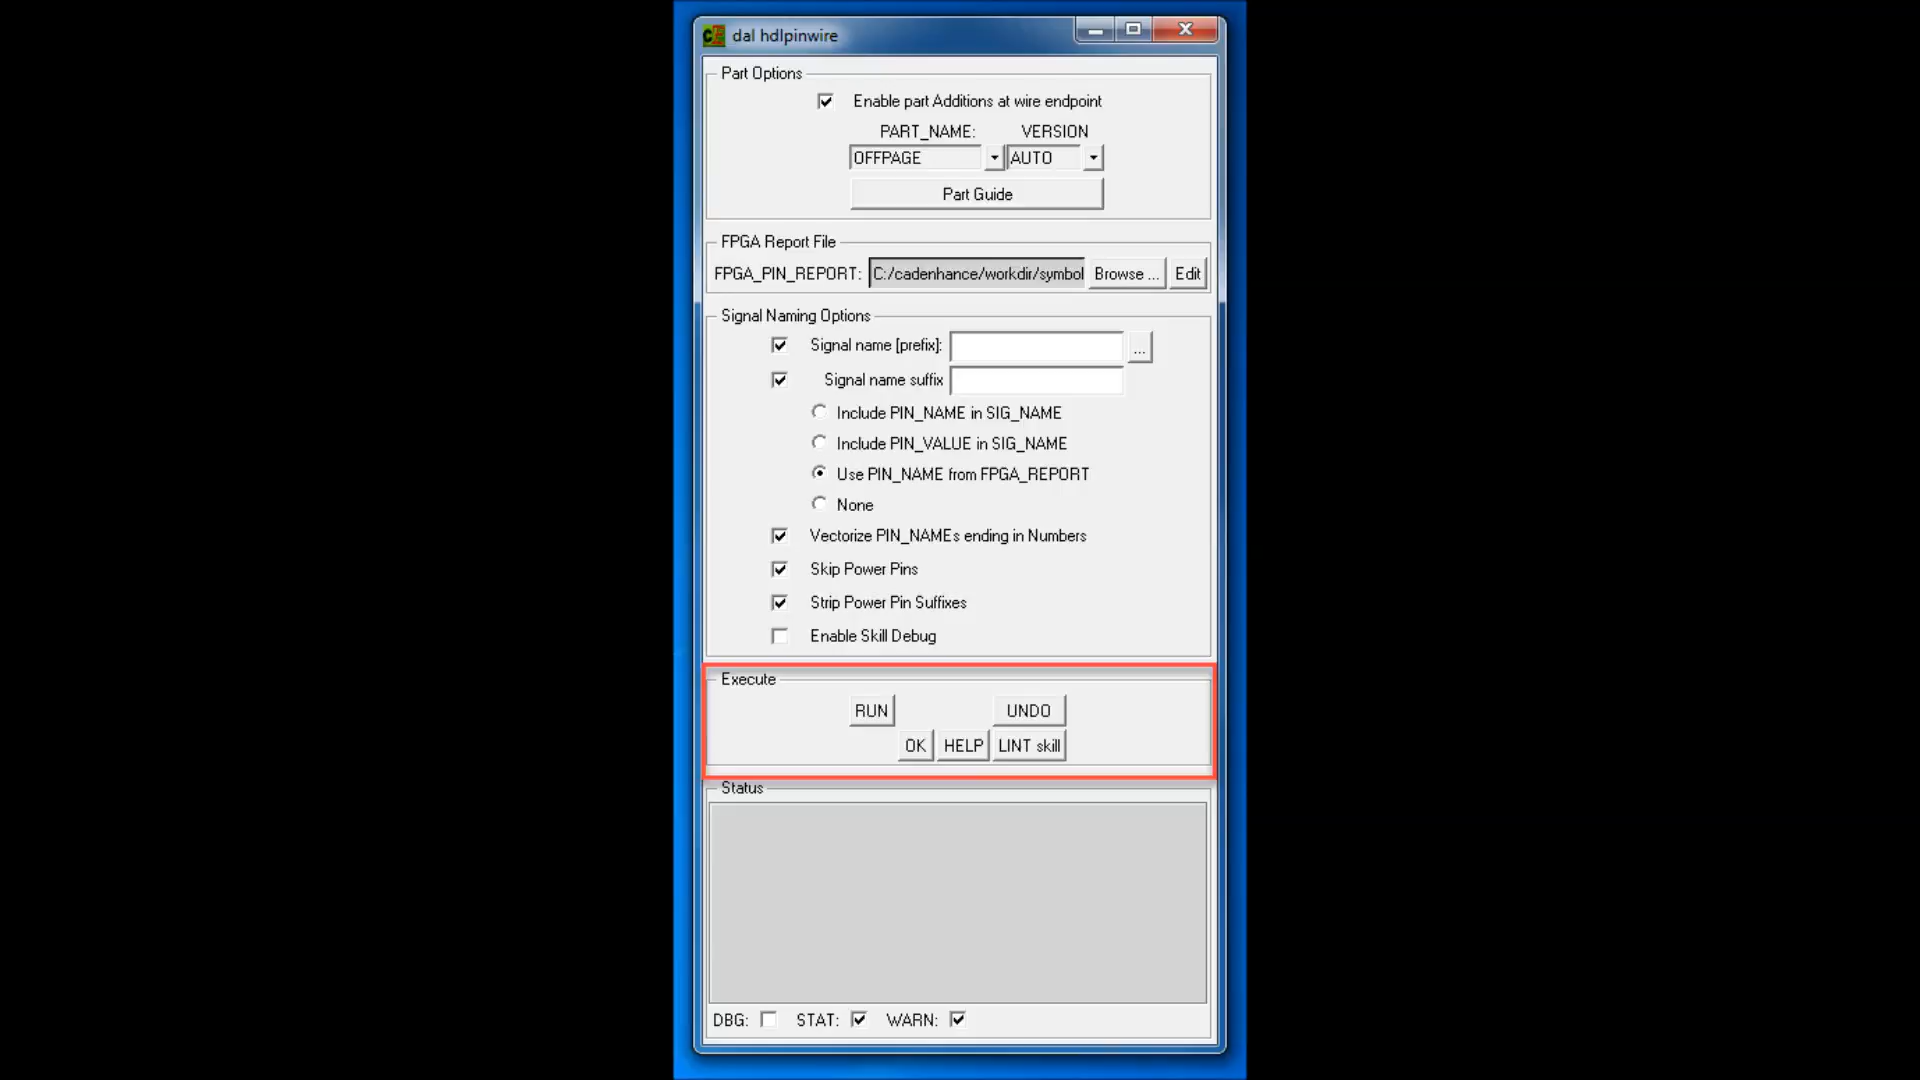 dal hdlpinwire
Part Options
Enable part Additions at wire endpoint
PART_NAME: VERSION
OFFPAGE AUTO
Part Guide
FPGA Report File
FPGA_PIN_REPORT: C:/cadenhance/workdir/symbol Browse ... Edit
Signal Naming Options
Signal name [prefix]: ...
Signal name suffix
Include PIN_NAME in SIG_NAME
Include PIN_VALUE in SIG_NAME
Use PIN_NAME from FPGA_REPORT
None
Vectorize PIN_NAMEs ending in Numbers
Skip Power Pins
Strip Power Pin Suffixes
Enable Skill Debug
Execute
RUN UNDO
OK HELP LINT skill
Status
DBG: STAT: WARN: